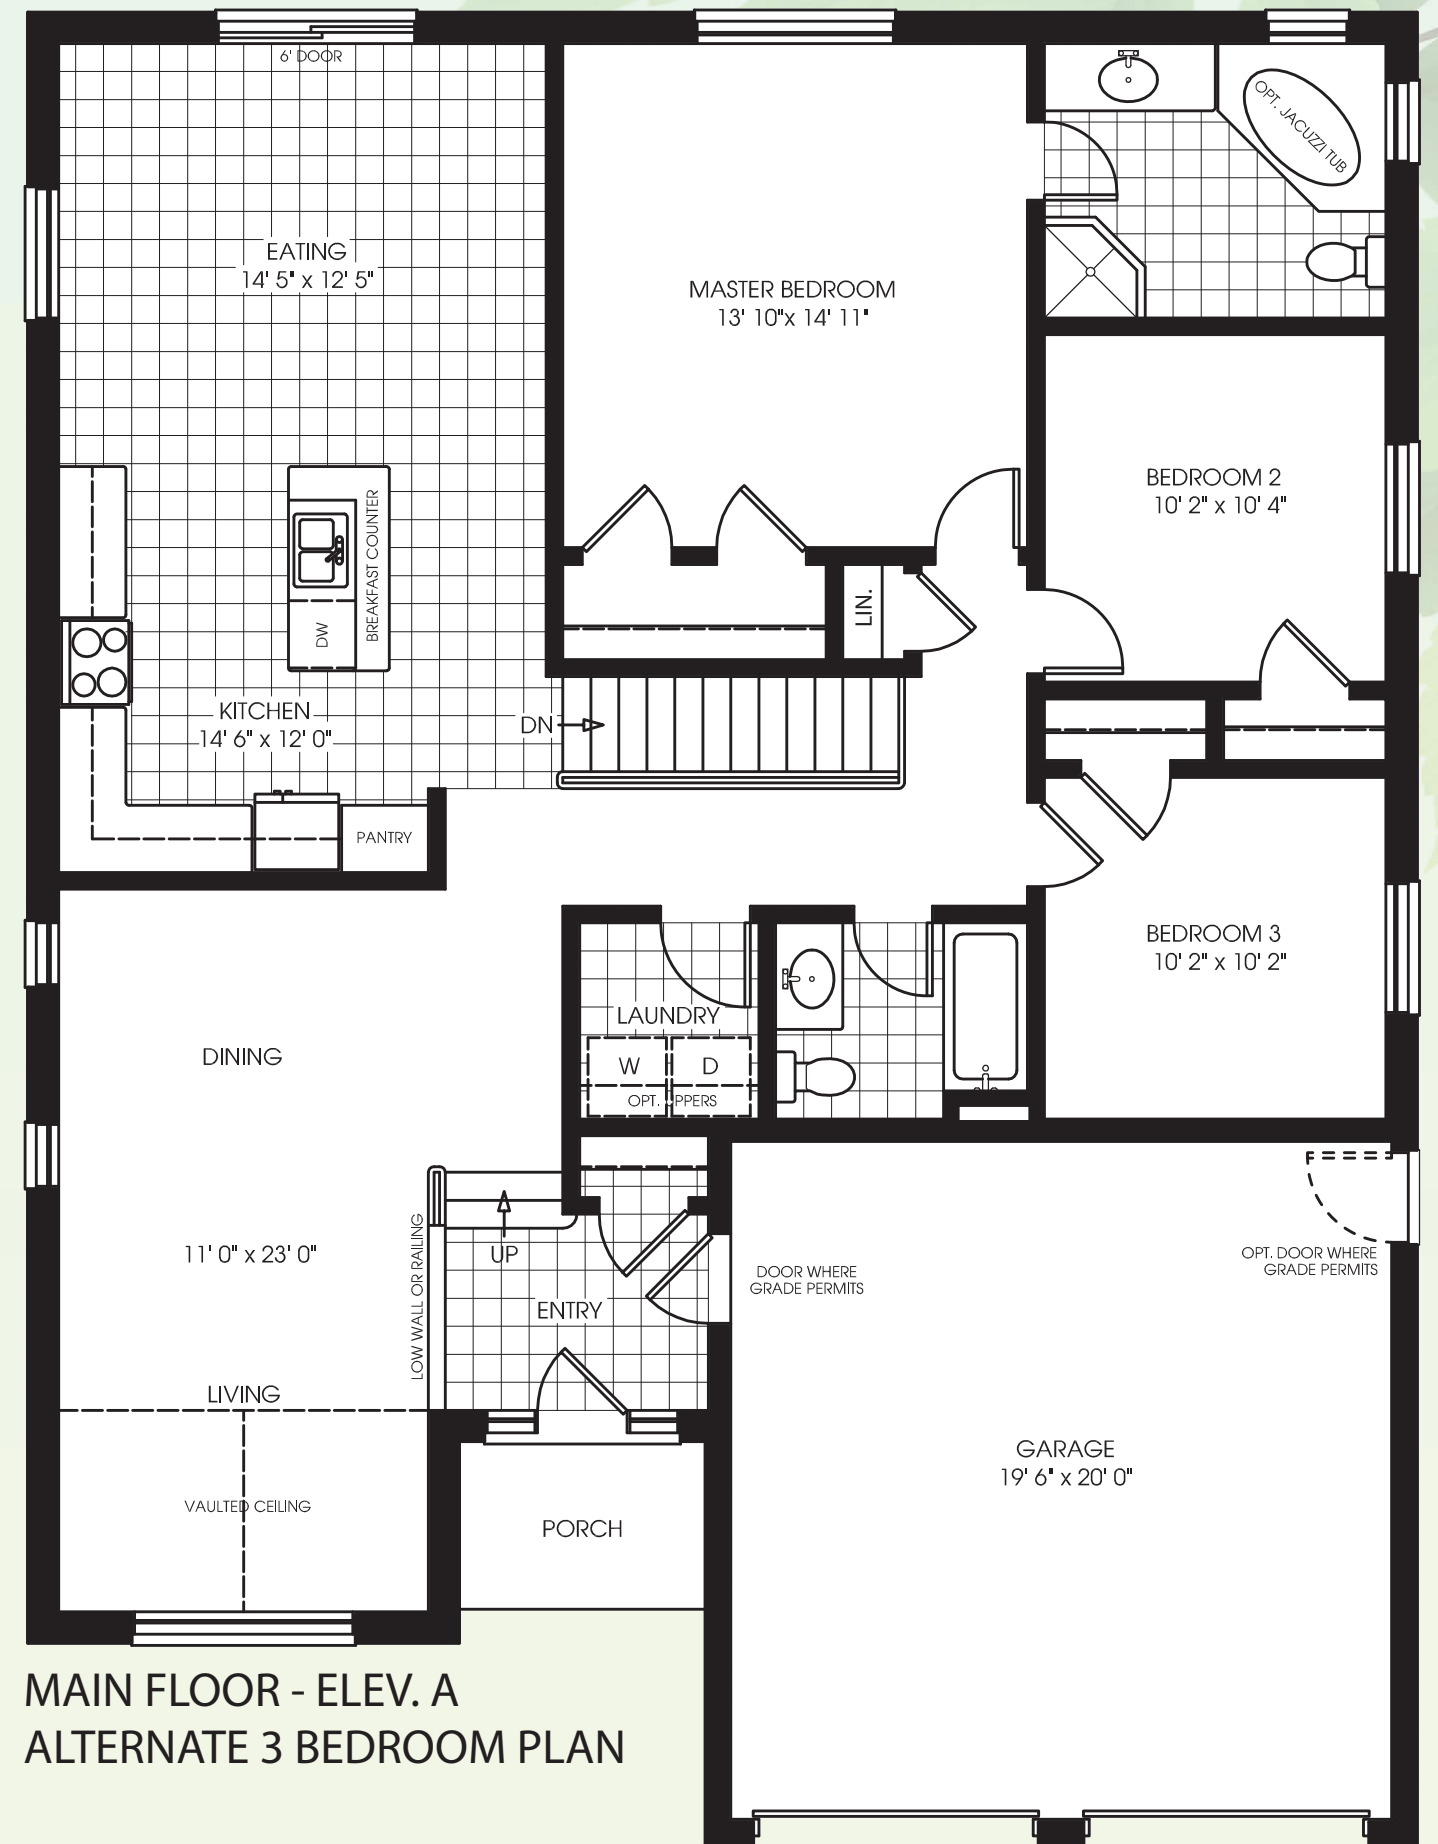 6' DOOR
OPT. JACUZZI TUB
EATING
14' 5" x 12' 5"
MASTER BEDROOM
13' 10"x 14' 11"
BEDROOM 2
10' 2" x 10' 4"
BREAKFAST COUNTER
DW
LIN.
KITCHEN
14' 6" x 12' 0"
DN
PANTRY
BEDROOM 3
10' 2" x 10' 2"
LAUNDRY
W
D
OPT. UPPERS
DINING
11' 0" x 23' 0"
LOW WALL OR RAILING
UP
ENTRY
DOOR WHERE
GRADE PERMITS
OPT. DOOR WHERE
GRADE PERMITS
LIVING
VAULTED CEILING
PORCH
GARAGE
19' 6" x 20' 0"
MAIN FLOOR - ELEV. A
ALTERNATE 3 BEDROOM PLAN